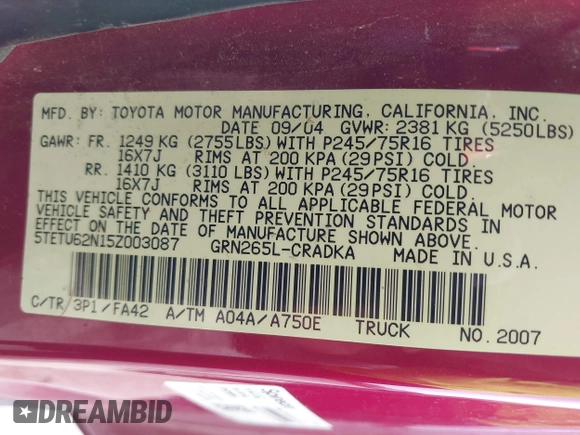 MFD. BY: TOYOTA MOTOR MANUFACTURING, CALIFORNIA, INC.
DATE 09/04 GVWR: 2381 KG (5250LBS)
GAWR: FR. 1249 KG (2755LBS) WITH P245/75R16 TIRES
16X7J RIMS AT 200 KPA (29PSI) COLD.
RR. 1410 KG (3110 LBS) WITH P245/75R16 TIRES
16X7J RIMS AT 200 KPA (29PSI) COLD.
THIS VEHICLE CONFORMS TO ALL APPLICABLE FEDERAL MOTOR
VEHICLE SAFETY AND THEFT PREVENTION STANDARDS IN
EFFECT ON THE DATE OF MANUFACTURE SHOWN ABOVE.
5TETU62N15Z003087 GRN265L-CRADKA MADE IN U.S.A.
C/TR 3P1/FA42 A/TM A04A/A750E TRUCK NO. 2007
DREAMBID